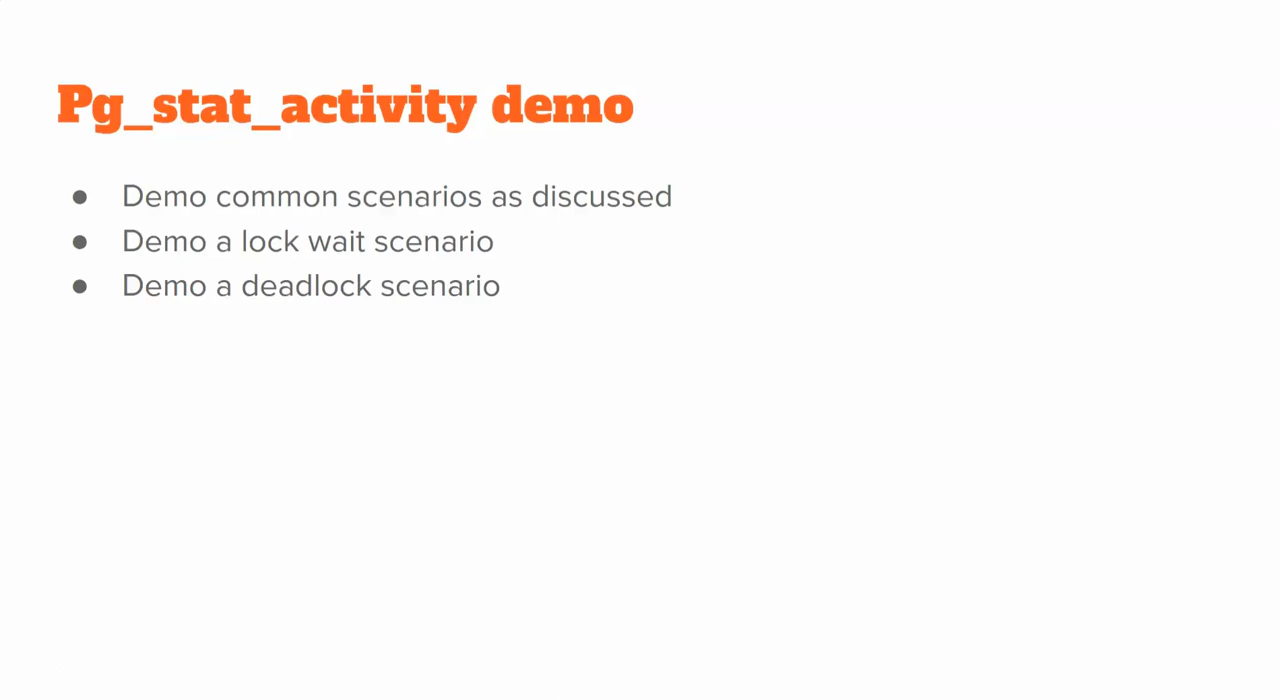 Pg_stat_activity demo
● Demo common scenarios as discussed
● Demo a lock wait scenario
● Demo a deadlock scenario